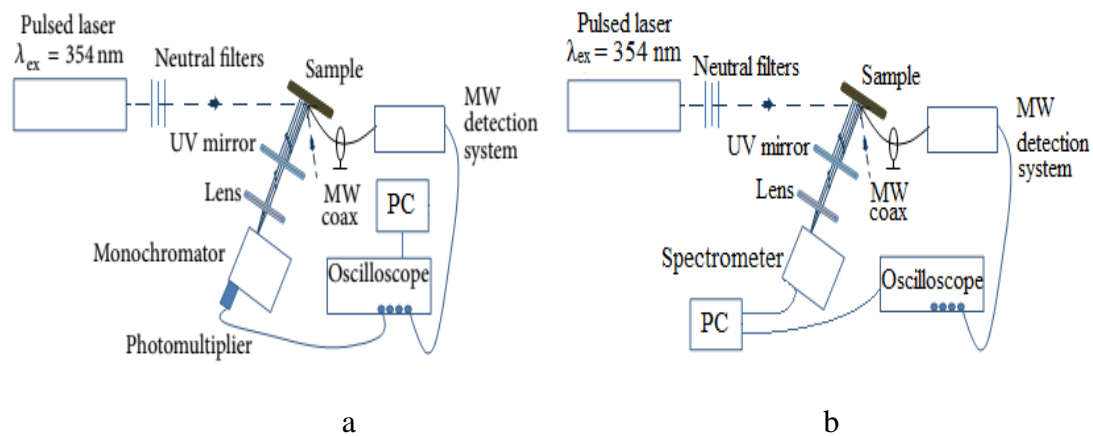 Pulsed laser
λex = 354 nm
Neutral filters
Sample
MW
detection
system
UV mirror
Lens
MW
coax
PC
Monochromator
Oscilloscope
Photomultiplier
a
Pulsed laser
λex = 354 nm
Neutral filters
Sample
MW
detection
system
UV mirror
Lens
MW
coax
Spectrometer
Oscilloscope
PC
b